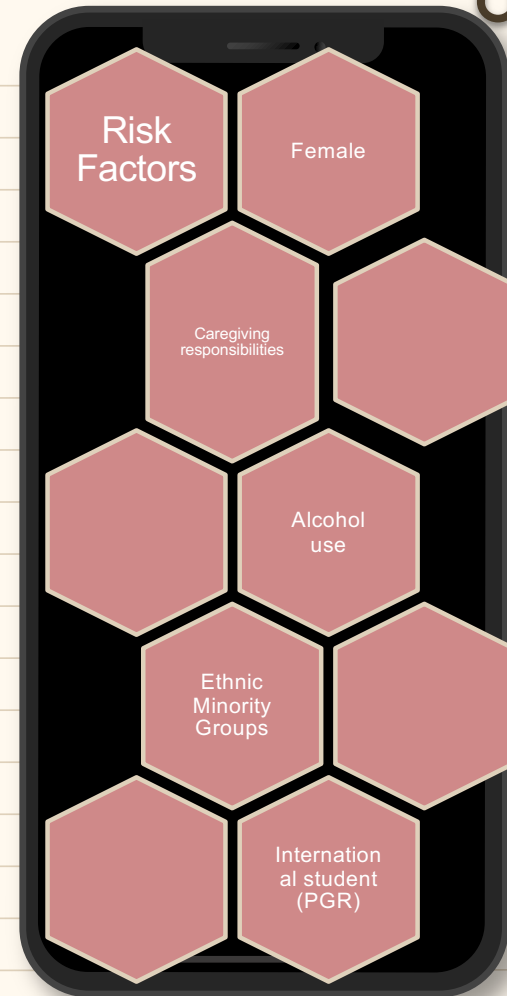 Risk
Factors
Female
Caregiving
responsibilities
Alcohol
use
Ethnic
Minority
Groups
Internation
al student
(PGR)